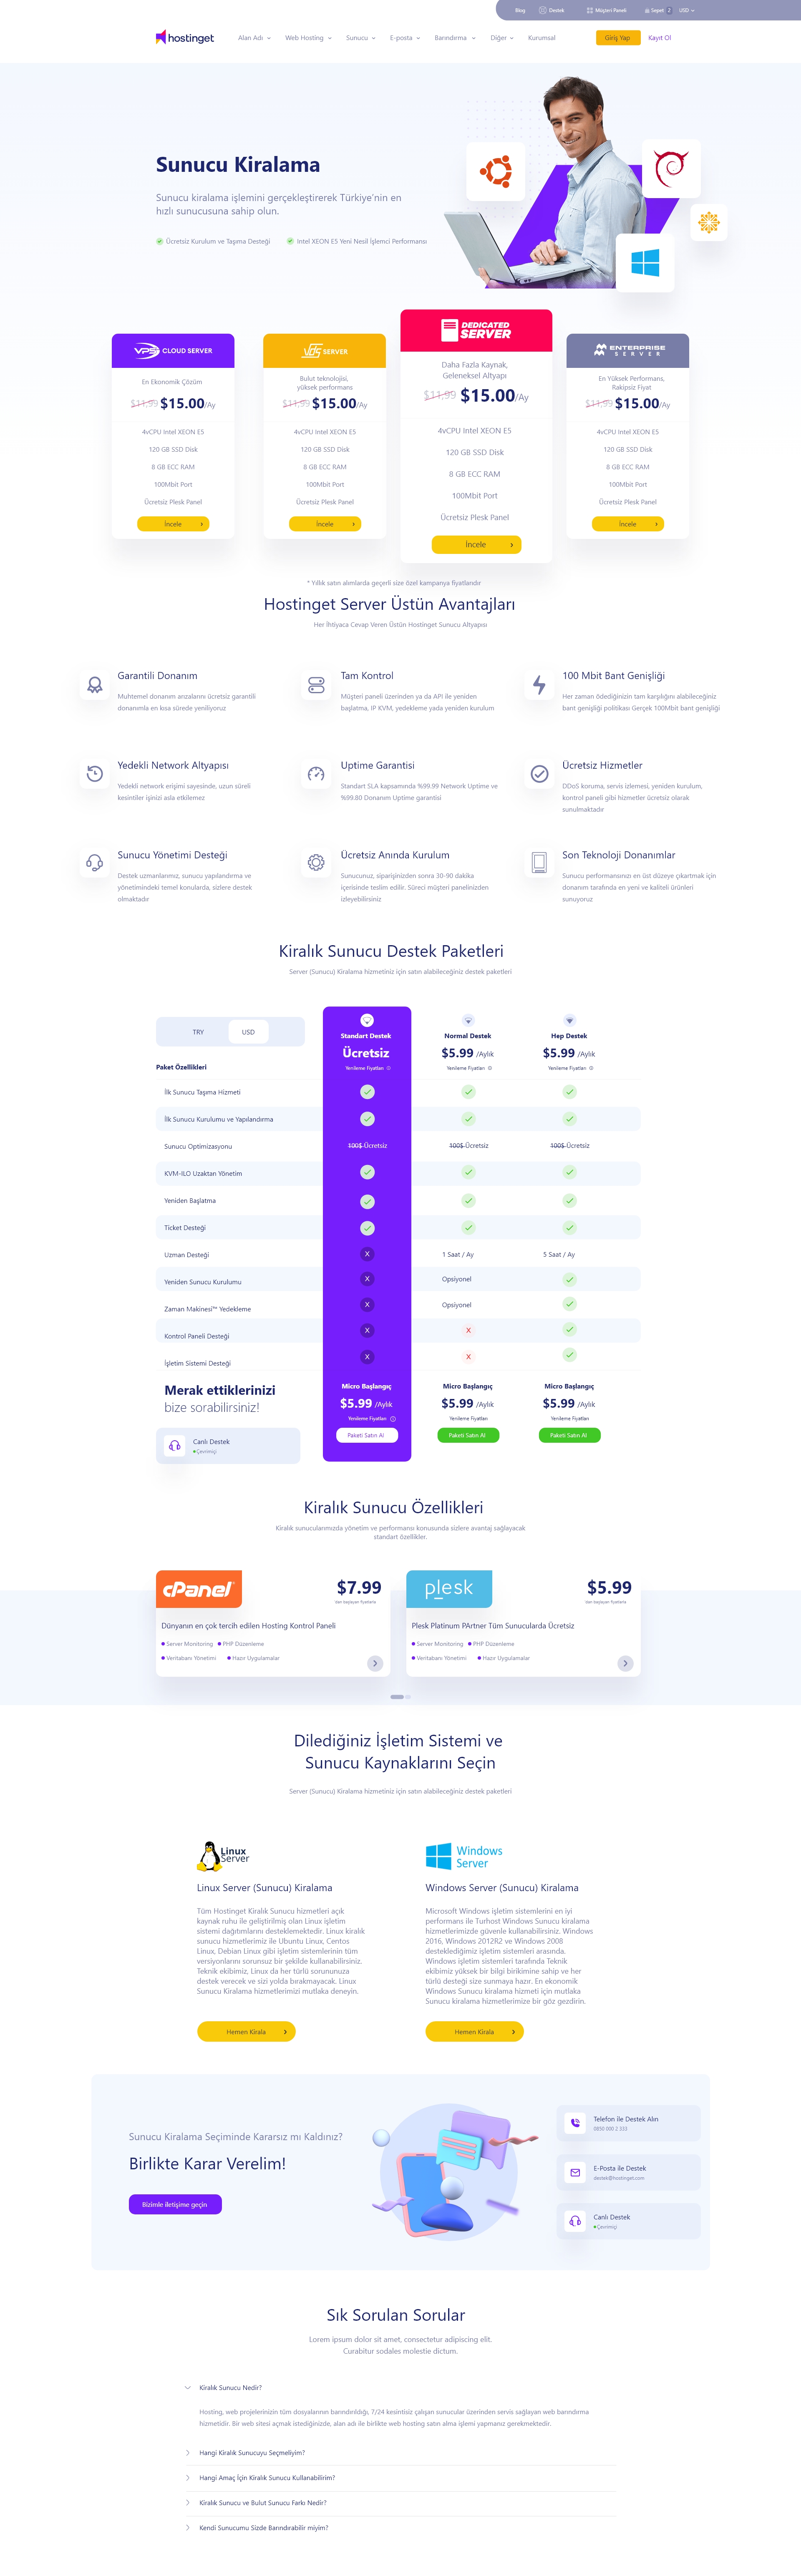 Blog
Destek
Müşteri Paneli
Sepet 2
USD
hostinget
Alan Adı
Web Hosting
Sunucu
E-posta
Barındırma
Diğer
Kurumsal
Giriş Yap
Kayıt Ol
Sunucu Kiralama
Sunucu kiralama işlemini gerçekleştirerek Türkiye'nin en
hızlı sunucusuna sahip olun.
Ücretsiz Kurulum ve Taşıma Desteği
Intel XEON E5 Yeni Nesil İşlemci Performansı
VPS CLOUD SERVER
En Ekonomik Çözüm
$11,99 $15.00/Ay
4vCPU Intel XEON E5
120 GB SSD Disk
8 GB ECC RAM
100Mbit Port
Ücretsiz Plesk Panel
İncele
VDS SERVER
Bulut teknolojisi,
yüksek performans
$11,99 $15.00/Ay
4vCPU Intel XEON E5
120 GB SSD Disk
8 GB ECC RAM
100Mbit Port
Ücretsiz Plesk Panel
İncele
DEDICATED
SERVER
Daha Fazla Kaynak,
Geleneksel Altyapı
$11,99 $15.00/Ay
4vCPU Intel XEON E5
120 GB SSD Disk
8 GB ECC RAM
100Mbit Port
Ücretsiz Plesk Panel
İncele
ENTERPRISE
SERVER
En Yüksek Performans,
Rakipsiz Fiyat
$11,99 $15.00/Ay
4vCPU Intel XEON E5
120 GB SSD Disk
8 GB ECC RAM
100Mbit Port
Ücretsiz Plesk Panel
İncele
* Yıllık satın alımlarda geçerli size özel kampanya fiyatlarıdır
Hostinget Server Üstün Avantajları
Her İhtiyaca Cevap Veren Üstün Hostinget Sunucu Altyapısı
Garantili Donanım
Muhtemel donanım arızalarını ücretsiz garantili
donanımla en kısa sürede yeniliyoruz
Tam Kontrol
Müşteri paneli üzerinden ya da API ile yeniden
başlatma, IP KVM, yedekleme yada yeniden kurulum
100 Mbit Bant Genişliği
Her zaman ödediğinizin tam karşılığını alabileceğiniz
bant genişliği politikası Gerçek 100Mbit bant genişliği
Yedekli Network Altyapısı
Yedekli network erişimi sayesinde, uzun süreli
kesintiler işinizi asla etkilemez
Uptime Garantisi
Standart SLA kapsamında %99.99 Network Uptime ve
%99.80 Donanım Uptime garantisi
Ücretsiz Hizmetler
DDoS koruma, servis izlemesi, yeniden kurulum,
kontrol paneli gibi hizmetler ücretsiz olarak
sunulmaktadır
Sunucu Yönetimi Desteği
Destek uzmanlarımız, sunucu yapılandırma ve
yönetimindeki temel konularda, sizlere destek
olmaktadır
Ücretsiz Anında Kurulum
Sunucunuz, siparişinizden sonra 30-90 dakika
içerisinde teslim edilir. Süreci müşteri panelinizden
izleyebilirsiniz
Son Teknoloji Donanımlar
Sunucu performansınızı en üst düzeye çıkartmak için
donanım tarafında en yeni ve kaliteli ürünleri
sunuyoruz
Kiralık Sunucu Destek Paketleri
Server (Sunucu) Kiralama hizmetiniz için satın alabileceğiniz destek paketleri
TRY
USD
Standart Destek
Ücretsiz
Yenileme Fiyatları
Normal Destek
$5.99 /Aylık
Yenileme Fiyatları
Hep Destek
$5.99 /Aylık
Yenileme Fiyatları
Paket Özellikleri
İlk Sunucu Taşıma Hizmeti
İlk Sunucu Kurulumu ve Yapılandırma
Sunucu Optimizasyonu
100$ Ücretsiz
100$ Ücretsiz
100$ Ücretsiz
KVM-ILO Uzaktan Yönetim
Yeniden Başlatma
Ticket Desteği
Uzman Desteği
X
1 Saat / Ay
5 Saat / Ay
Yeniden Sunucu Kurulumu
X
Opsiyonel
Zaman Makinesi™ Yedekleme
X
Opsiyonel
Kontrol Paneli Desteği
X
X
İşletim Sistemi Desteği
X
X
Merak ettiklerinizi
bize sorabilirsiniz!
Canlı Destek
Çevrimiçi
Micro Başlangıç
$5.99 /Aylık
Yenileme Fiyatları
Paketi Satın Al
Micro Başlangıç
$5.99 /Aylık
Yenileme Fiyatları
Paketi Satın Al
Micro Başlangıç
$5.99 /Aylık
Yenileme Fiyatları
Paketi Satın Al
Kiralık Sunucu Özellikleri
Kiralık sunucularınızda yönetim ve performansı konusunda sizlere avantaj sağlayacak
standart özellikler.
cPanel
$7.99
'dan başlayan fiyatlarla
Dünyanın en çok tercih edilen Hosting Kontrol Paneli
Server Monitoring
PHP Düzenleme
Veritabanı Yönetimi
Hazır Uygulamalar
plesk
$5.99
'dan başlayan fiyatlarla
Plesk Platinum PArtner Tüm Sunucularda Ücretsiz
Server Monitoring
PHP Düzenleme
Veritabanı Yönetimi
Hazır Uygulamalar
Dilediğiniz İşletim Sistemi ve
Sunucu Kaynaklarını Seçin
Server (Sunucu) Kiralama hizmetiniz için satın alabileceğiniz destek paketleri
Linux
Server
Linux Server (Sunucu) Kiralama
Tüm Hostinget Kiralık Sunucu hizmetleri açık
kaynak ruhu ile geliştirilmiş olan Linux işletim
sistemi dağıtımlarını desteklemektedir. Linux kiralık
sunucu hizmetlerimiz ile Ubuntu Linux, Centos
Linux, Debian Linux gibi işletim sistemlerinin tüm
versiyonlarını sorunsuz bir şekilde kullanabilirsiniz.
Teknik ekibimiz, Linux da her türlü sorununuza
destek verecek ve sizi yolda bırakmayacak. Linux
Sunucu Kiralama hizmetlerimizi mutlaka deneyin.
Hemen Kirala
Windows
Server
Windows Server (Sunucu) Kiralama
Microsoft Windows işletim sistemlerini en iyi
performans ile Turhost Windows Sunucu kiralama
hizmetlerimizde güvenle kullanabilirsiniz. Windows
2016, Windows 2012R2 ve Windows 2008
desteklediğimiz işletim sistemleri arasında.
Windows işletim sistemleri tarafında Teknik
ekibimiz yüksek bir bilgi birikimine sahip ve her
türlü desteği size sunmaya hazır. En ekonomik
Windows Sunucu kiralama hizmeti için mutlaka
Sunucu kiralama hizmetlerimize bir göz gezdirin.
Hemen Kirala
Sunucu Kiralama Seçiminde Kararsız mı Kaldınız?
Birlikte Karar Verelim!
Bizimle iletişime geçin
Telefon ile Destek Alın
0850 000 2 333
E-Posta ile Destek
destek@hostinget.com
Canlı Destek
Çevrimiçi
Sık Sorulan Sorular
Lorem ipsum dolor sit amet, consectetur adipiscing elit.
Curabitur sodales molestie dictum.
Kiralık Sunucu Nedir?
Hosting, web projelerinizin tüm dosyalarının barındırıldığı, 7/24 kesintisiz çalışan sunucular üzerinden servis sağlayan web barındırma
hizmetidir. Bir web sitesi açmak istediğinizde, alan adı ile birlikte web hosting satın alma işlemi yapmanız gerekmektedir.
Hangi Kiralık Sunucuyu Seçmeliyim?
Hangi Amaç İçin Kiralık Sunucu Kullanabilirim?
Kiralık Sunucu ve Bulut Sunucu Farkı Nedir?
Kendi Sunucumu Sizde Barındırabilir miyim?